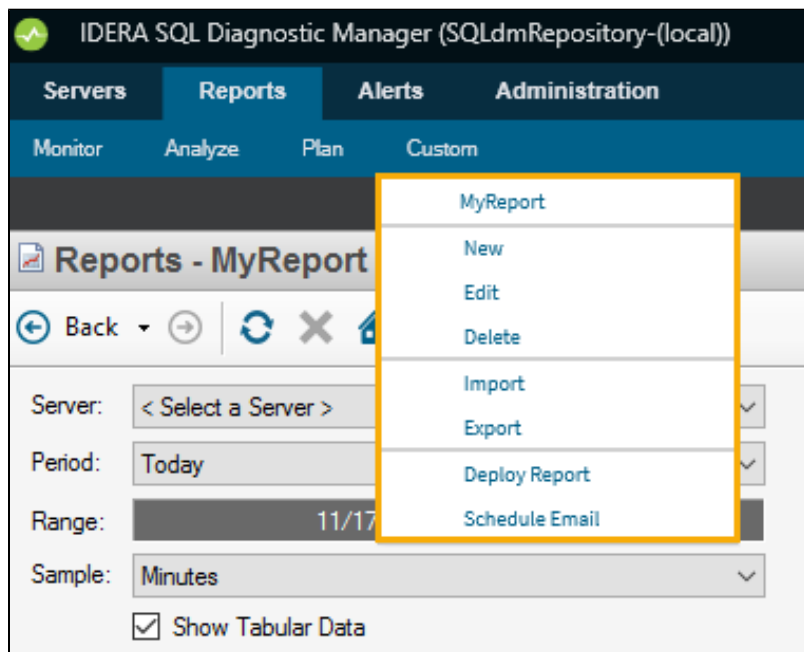 IDERA SQL Diagnostic Manager (SQLdmRepository-(local))
Servers Reports Alerts Administration
Monitor Analyze Plan Custom
MyReport
Reports - MyReport
New
Edit
Back
Delete
Import
Server: < Select a Server >
Export
Period: Today
Deploy Report
Range: 11/17
Schedule Email
Sample: Minutes
Show Tabular Data